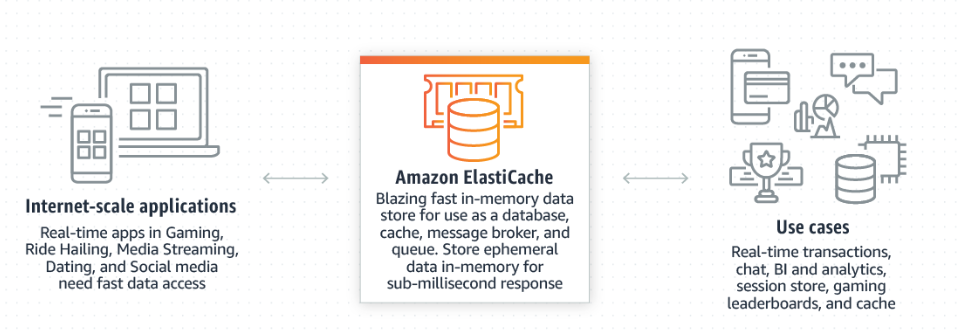 Internet-scale applications
Real-time apps in Gaming,
Ride Hailing, Media Streaming,
Dating, and Social media
need fast data access
Amazon ElastiCache
Blazing fast in-memory data
store for use as a database,
cache, message broker, and
queue. Store ephemeral
data in-memory for
sub-millisecond response
Use cases
Real-time transactions,
chat, BI and analytics,
session store, gaming
leaderboards, and cache